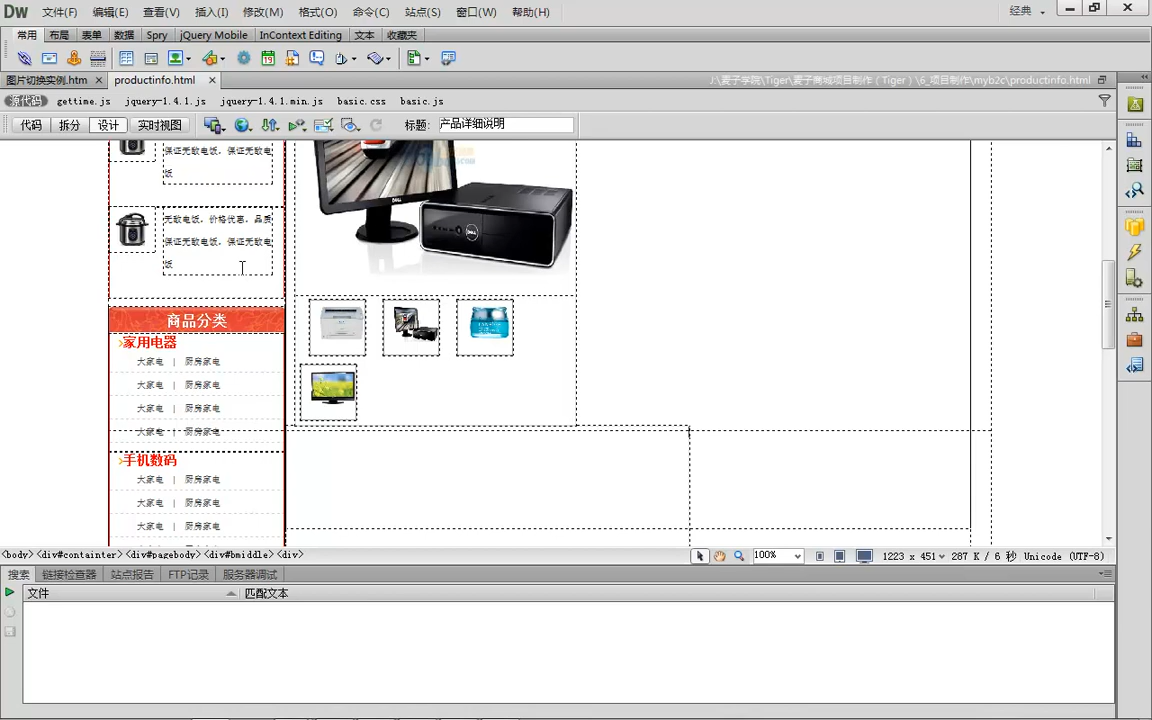 Dw 文件(F) 编辑(E) 查看(V) 插入(I) 修改(M) 格式(O) 命令(C) 站点(S) 窗口(W) 帮助(H) 经典
常用 布局 表单 数据 Spry jQuery Mobile InContext Editing 文本 收藏夹
图片切换实例.htm productinfo.html J:\麦子学院\Tiger\麦子商城项目制作（Tiger）\6_项目制作\myb2c\productinfo.html
源代码 gettime.js jquery-1.4.1.js jquery-1.4.1.min.js basic.css basic.js
代码 拆分 设计 实时视图 标题: 产品详细说明
保证无敌电饭，保证无敌电
饭
无敌电饭，价格优惠，品质
保证无敌电饭，保证无敌电
饭
商品分类
家用电器
大家电 | 厨房家电
大家电 | 厨房家电
大家电 | 厨房家电
大家电 | 厨房家电
手机数码
大家电 | 厨房家电
大家电 | 厨房家电
大家电 | 厨房家电
<body> <div#containter> <div#pagebody> <div#bmiddle> <div> 100% 1223 x 451 287 K / 6 秒 Unicode (UTF-8)
搜索 链接检查器 站点报告 FTP记录 服务器调试
文件 匹配文本